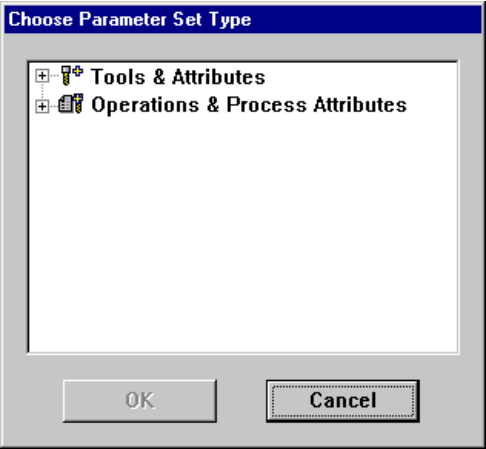 Choose Parameter Set Type
Tools & Attributes
Operations & Process Attributes
OK
Cancel